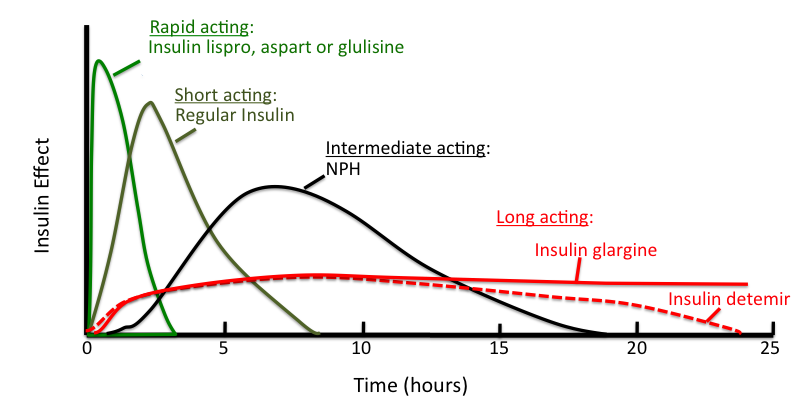 Rapid acting:
Insulin lispro, aspart or glulisine
Short acting:
Regular Insulin
Intermediate acting:
NPH
Long acting:
Insulin glargine
Insulin detemir
Insulin Effect
0 5 10 15 20 25
Time (hours)